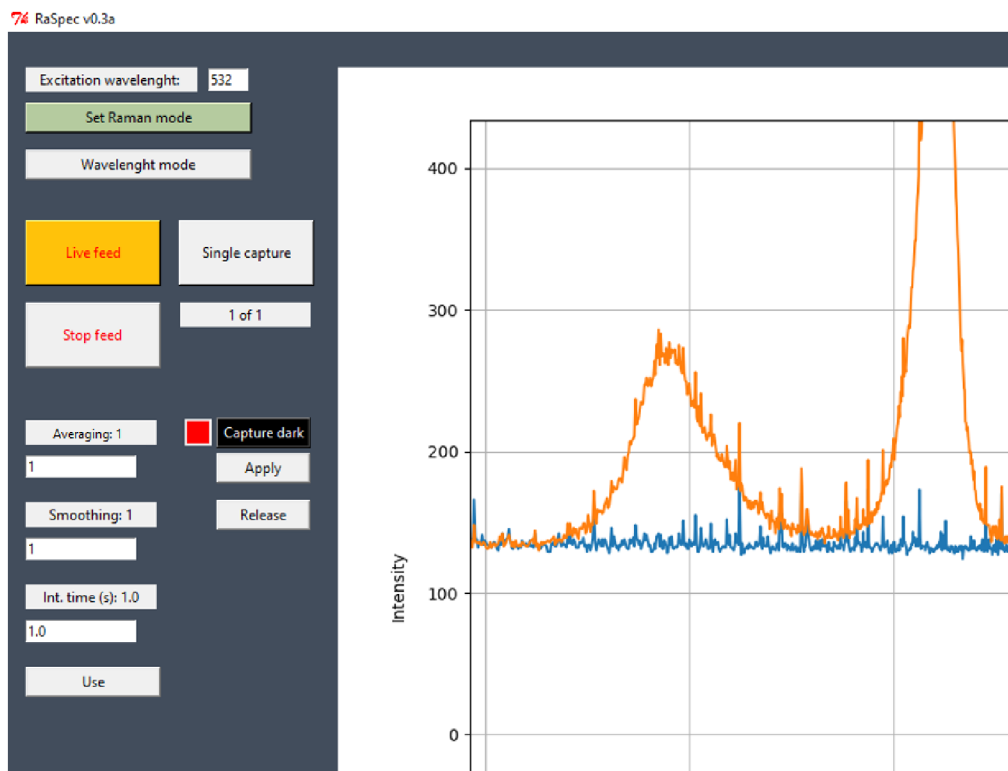 RaSpec v0.3a
Excitation wavelenght: 532
Set Raman mode
Wavelenght mode
Live feed
Single capture
Stop feed
1 of 1
Averaging: 1
1
Capture dark
Apply
Smoothing: 1
1
Release
Int. time (s): 1.0
1.0
Use
400
300
200
100
0
Intensity